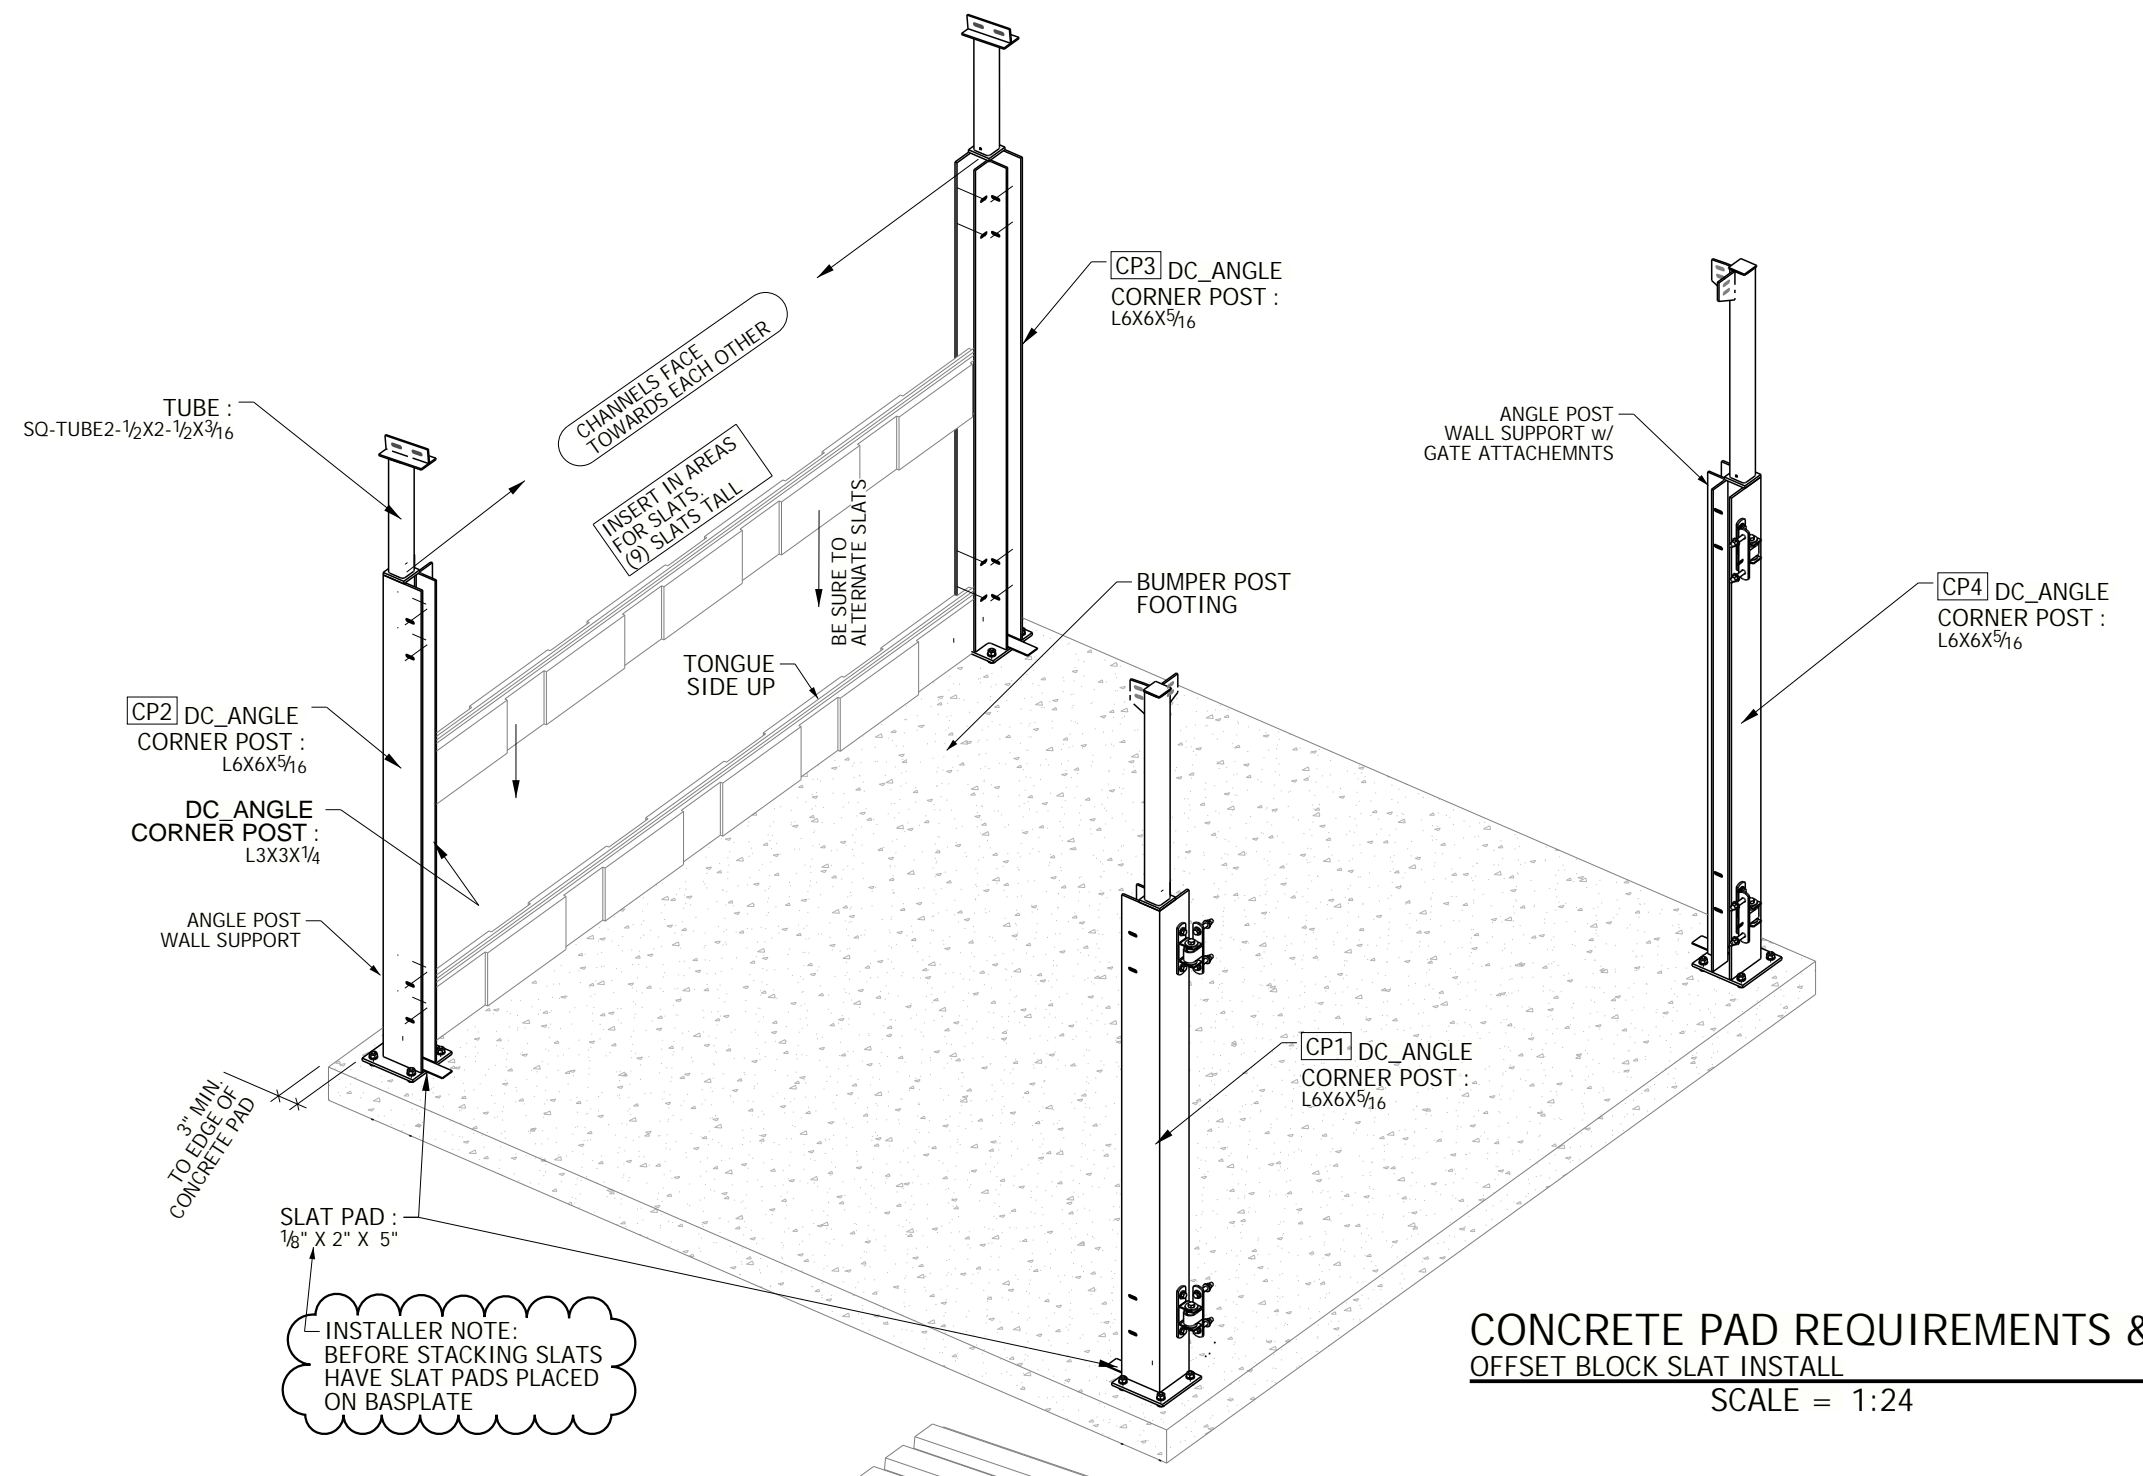 CP3 DC_ANGLE
CORNER POST :
L6X6X5/16
CHANNELS FACE
TOWARDS EACH OTHER
TUBE :
SQ-TUBE2-1/2X2-1/2X3/16
INSERT IN AREAS
FOR SLATS.
(9) SLATS TALL
ANGLE POST
WALL SUPPORT w/
GATE ATTACHEMNTS
BE SURE TO
ALTERNATE SLATS
BUMPER POST
FOOTING
CP4 DC_ANGLE
CORNER POST :
L6X6X5/16
TONGUE
SIDE UP
CP2 DC_ANGLE
CORNER POST :
L6X6X5/16
DC_ANGLE
CORNER POST :
L3X3X1/4
ANGLE POST
WALL SUPPORT
CP1 DC_ANGLE
CORNER POST :
L6X6X5/16
3" MIN.
TO EDGE OF
CONCRETE PAD
SLAT PAD :
1/8" X 2" X 5"
INSTALLER NOTE:
BEFORE STACKING SLATS
HAVE SLAT PADS PLACED
ON BASPLATE
CONCRETE PAD REQUIREMENTS &
OFFSET BLOCK SLAT INSTALL
SCALE = 1:24